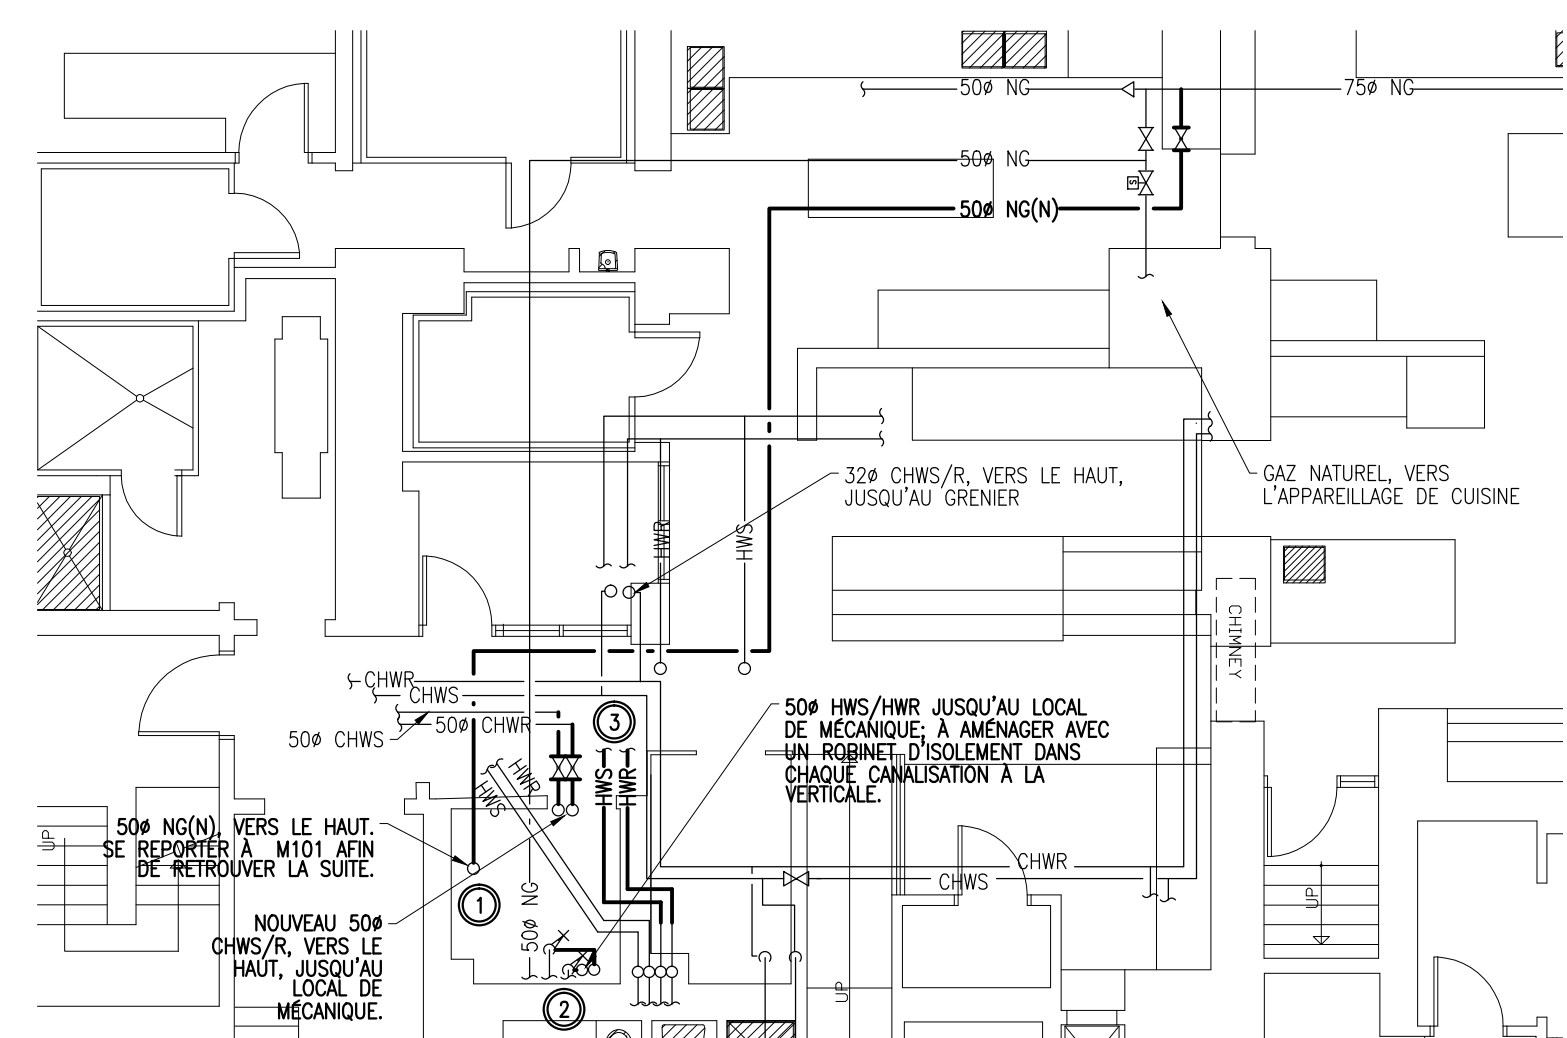 50ø NG
75ø NG
50ø NG
S
50ø NG(N)
32ø CHWS/R, VERS LE HAUT,
JUSQU'AU GRENIER
GAZ NATUREL, VERS
L'APPAREILLAGE DE CUISINE
HWR
HWS
CHIMNEY
CHWR
CHWS
50ø CHWR
50ø CHWS
3
50ø HWS/HWR JUSQU'AU LOCAL
DE MÉCANIQUE; À AMÉNAGER AVEC
UN ROBINET D'ISOLEMENT DANS
CHAQUE CANALISATION À LA
VERTICALE.
HWR
HWS
HWS
HWR
UP
50ø NG(N), VERS LE HAUT.
SE REPORTER À M101 AFIN
DE RETROUVER LA SUITE.
1
CHWR
CHWS
UP
NOUVEAU 50ø
CHWS/R, VERS LE
HAUT, JUSQU'AU
LOCAL DE
MÉCANIQUE.
50ø NG
2
UP